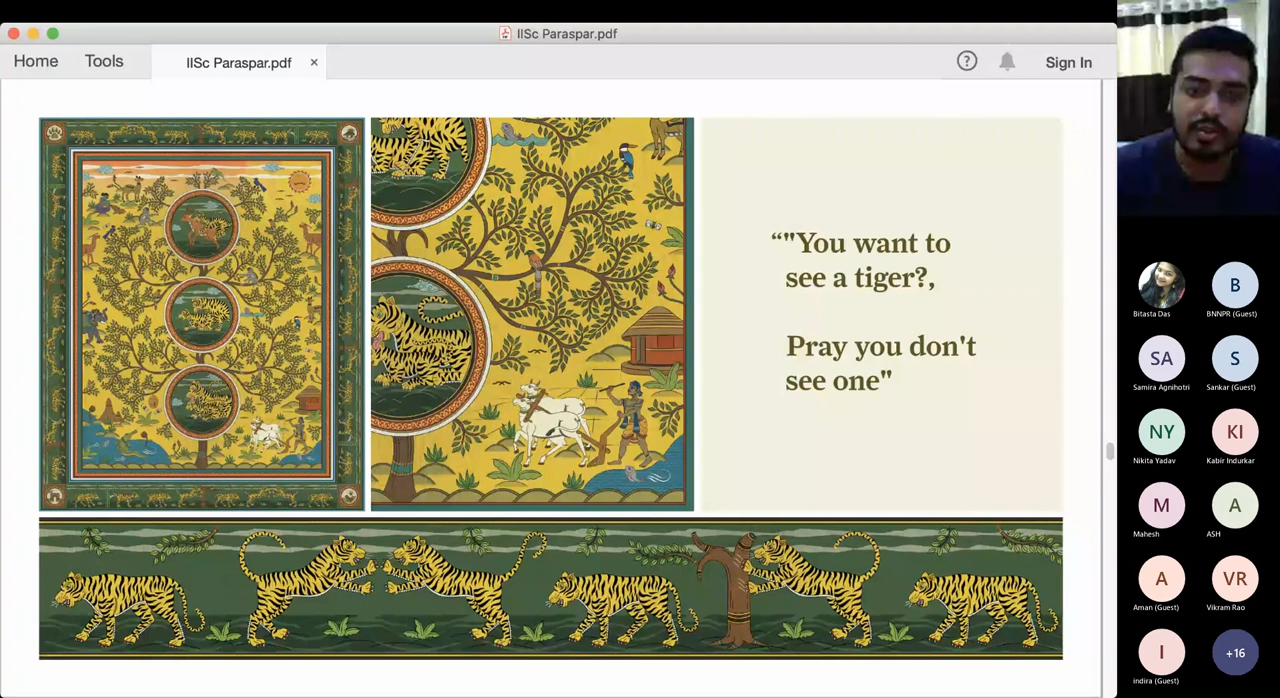 IISc Paraspar.pdf
Home
Tools
IISc Paraspar.pdf
×
?
Sign In
“"You want to
see a tiger?,
Pray you don't
see one"
Bitasta Das
B
BNNPR (Guest)
SA
Samira Agnihotri
S
Sankar (Guest)
NY
Nikita Yadav
KI
Kabir Indurkar
M
Mahesh
A
ASH
A
Aman (Guest)
VR
Vikram Rao
I
indira (Guest)
+16